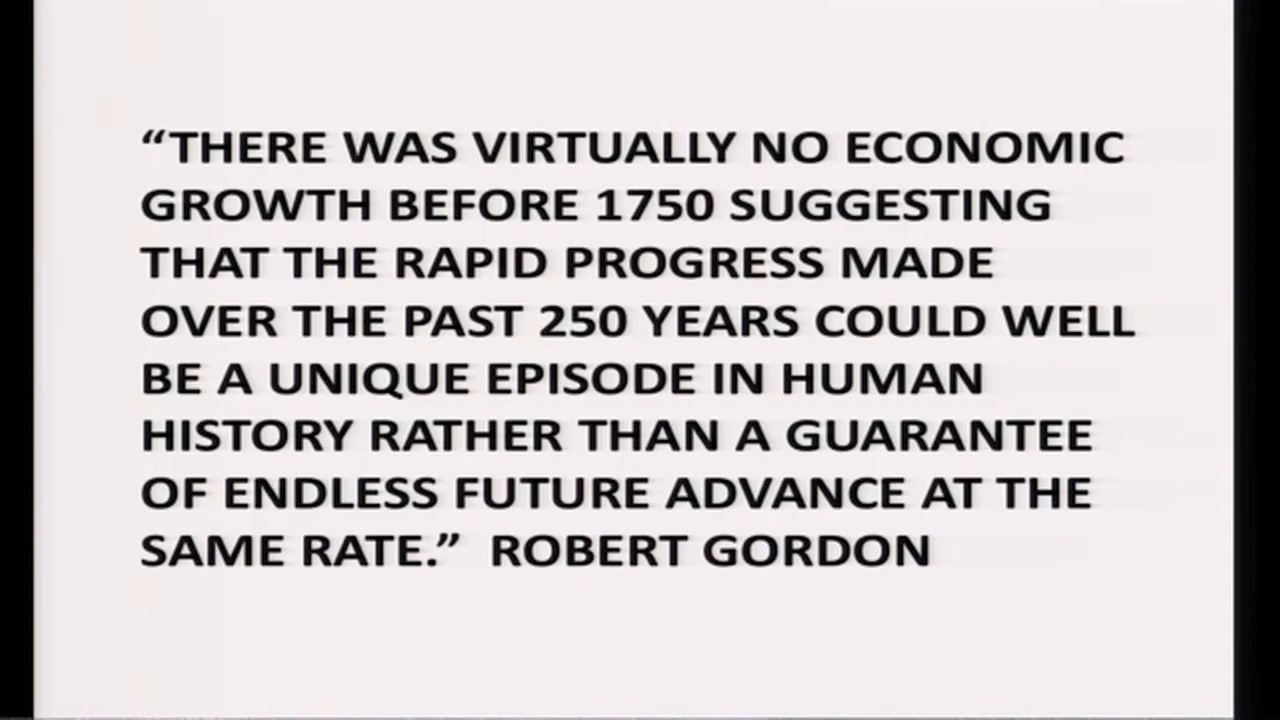 “THERE WAS VIRTUALLY NO ECONOMIC
GROWTH BEFORE 1750 SUGGESTING
THAT THE RAPID PROGRESS MADE
OVER THE PAST 250 YEARS COULD WELL
BE A UNIQUE EPISODE IN HUMAN
HISTORY RATHER THAN A GUARANTEE
OF ENDLESS FUTURE ADVANCE AT THE
SAME RATE.”  ROBERT GORDON